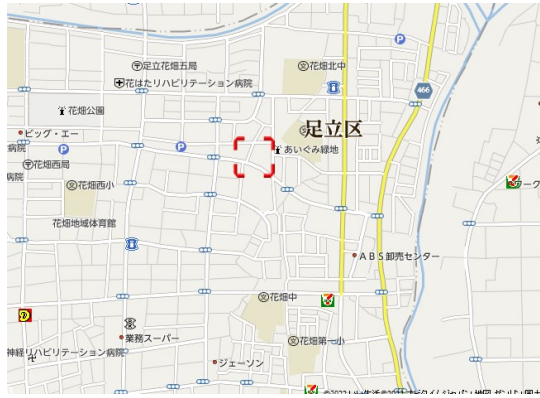 足立花畑五局
花はたリハビリテーション病院
花畑北中
466
花畑公園
足立区
ビッグ・エー
あいぐみ緑地
病院
花畑西局
病院
花畑西小
花畑地域体育館
ABS卸売センター
花畑中
業務スーパー
花畑第一小
神経リハビリテーション病院
ジェーソン